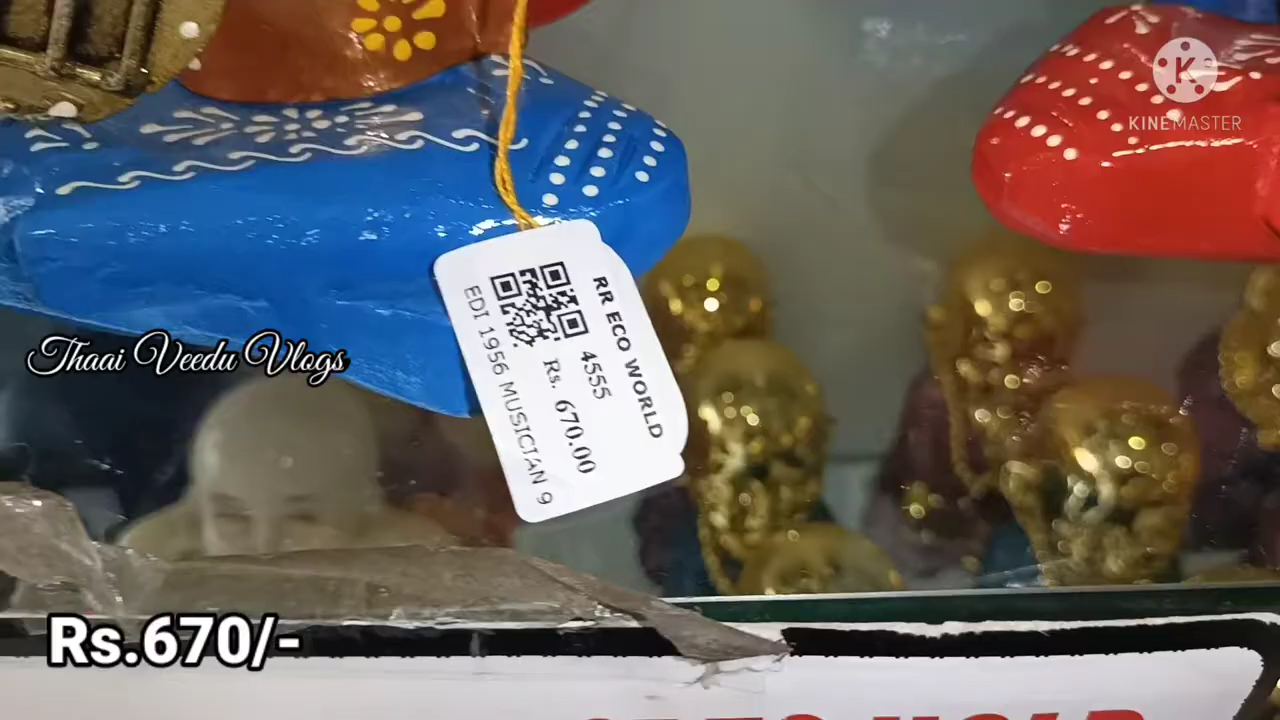 KINEMASTER
RR ECO WORLD
4555
Rs. 670.00
EDI 1956 MUSICIAN 9
Thaai Veedu Vlogs
Rs.670/-